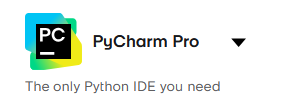 PC
PyCharm Pro
The only Python IDE you need